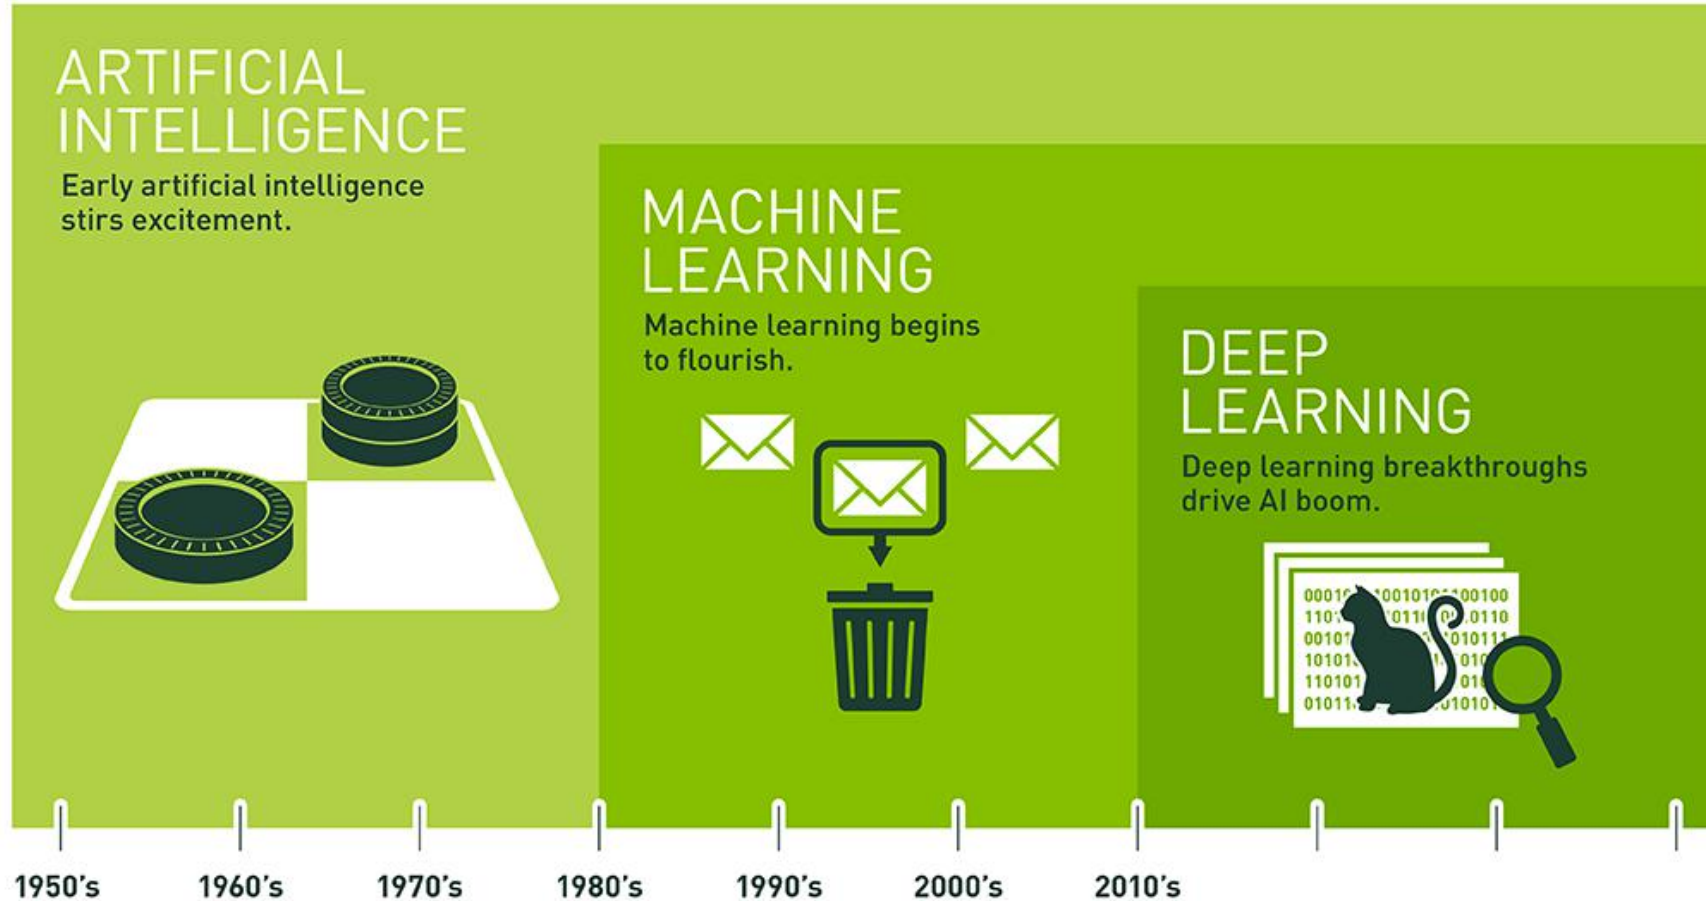 ARTIFICIAL
INTELLIGENCE
Early artificial intelligence
stirs excitement.
MACHINE
LEARNING
Machine learning begins
to flourish.
DEEP
LEARNING
Deep learning breakthroughs
drive AI boom.
1950's
1960's
1970's
1980's
1990's
2000's
2010's